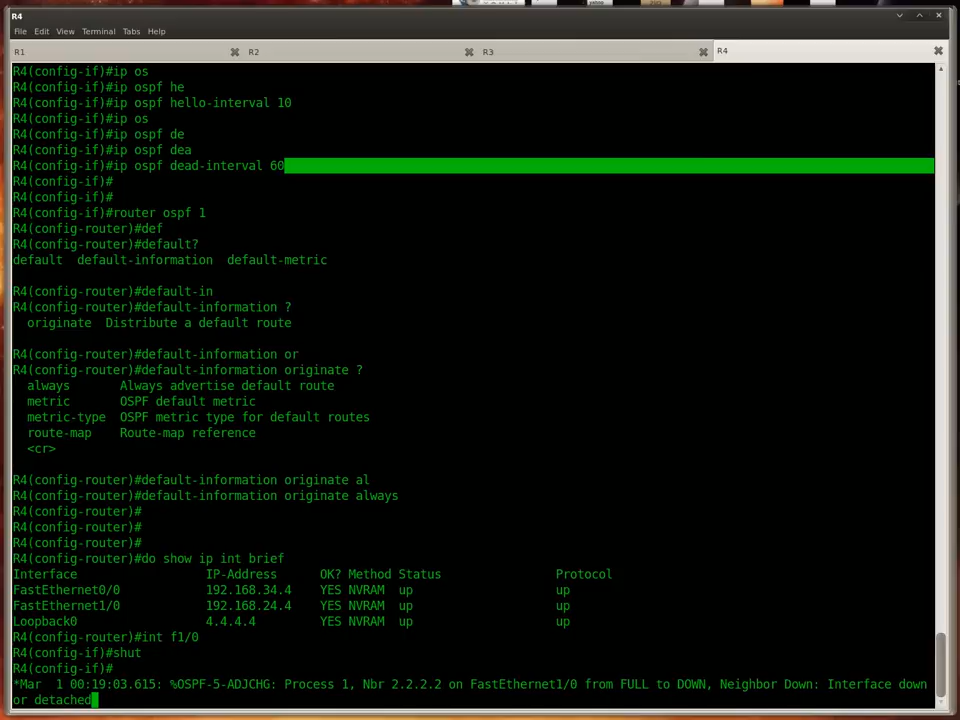 R4
File Edit View Terminal Tabs Help
R1 R2 R3 R4
R4(config-if)#ip os
R4(config-if)#ip ospf he
R4(config-if)#ip ospf hello-interval 10
R4(config-if)#ip os
R4(config-if)#ip ospf de
R4(config-if)#ip ospf dea
R4(config-if)#ip ospf dead-interval 60
R4(config-if)#
R4(config-if)#
R4(config-if)#router ospf 1
R4(config-router)#def
R4(config-router)#default?
default  default-information  default-metric
R4(config-router)#default-in
R4(config-router)#default-information ?
  originate  Distribute a default route
R4(config-router)#default-information or
R4(config-router)#default-information originate ?
  always       Always advertise default route
  metric       OSPF default metric
  metric-type  OSPF metric type for default routes
  route-map    Route-map reference
  <cr>
R4(config-router)#default-information originate al
R4(config-router)#default-information originate always
R4(config-router)#
R4(config-router)#
R4(config-router)#
R4(config-router)#do show ip int brief
Interface                  IP-Address      OK? Method Status                Protocol
FastEthernet0/0            192.168.34.4    YES NVRAM  up                    up
FastEthernet1/0            192.168.24.4    YES NVRAM  up                    up
Loopback0                  4.4.4.4         YES NVRAM  up                    up
R4(config-router)#int f1/0
R4(config-if)#shut
R4(config-if)#
*Mar  1 00:19:03.615: %OSPF-5-ADJCHG: Process 1, Nbr 2.2.2.2 on FastEthernet1/0 from FULL to DOWN, Neighbor Down: Interface down
or detached